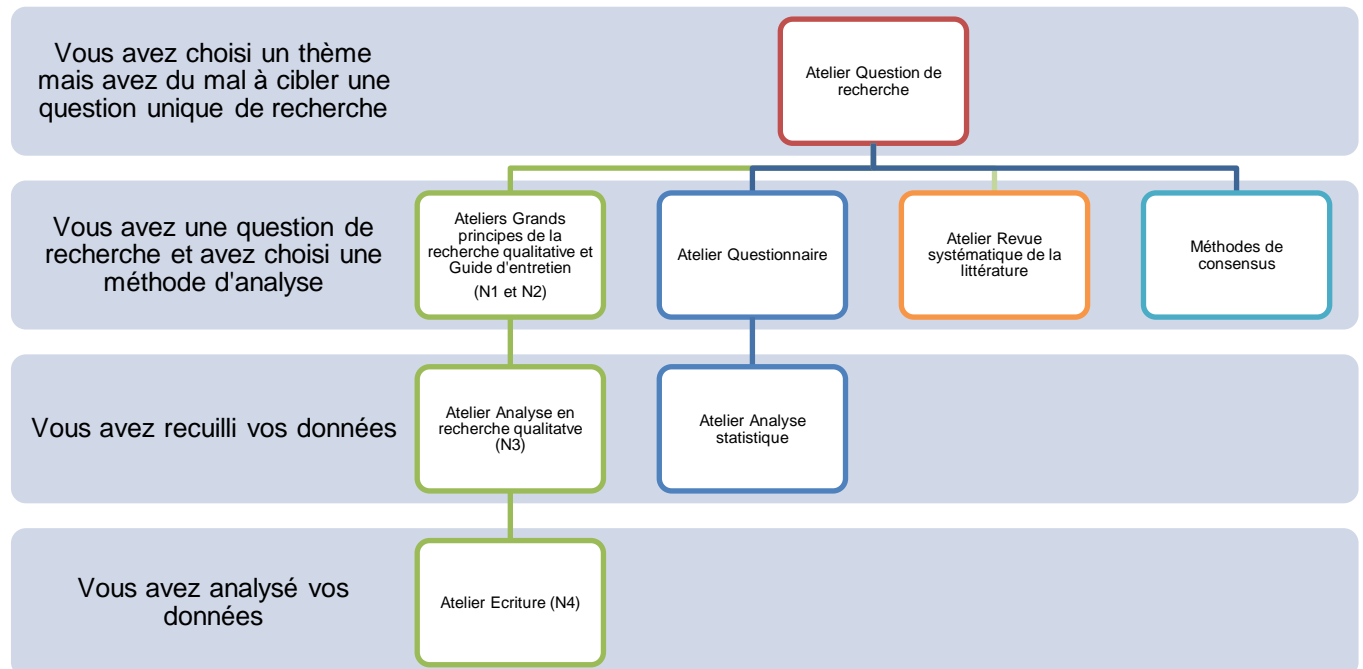 Vous avez choisi un thème
mais avez du mal à cibler une
question unique de recherche
Atelier Question de
recherche
Vous avez une question de
recherche et avez choisi une
méthode d'analyse
Ateliers Grands
principes de la
recherche qualitative et
Guide d'entretien
(N1 et N2)
Atelier Questionnaire
Atelier Revue
systématique de la
littérature
Méthodes de
consensus
Vous avez recuilli vos données
Atelier Analyse en
recherche qualitatve
(N3)
Atelier Analyse
statistique
Vous avez analysé vos
données
Atelier Ecriture (N4)